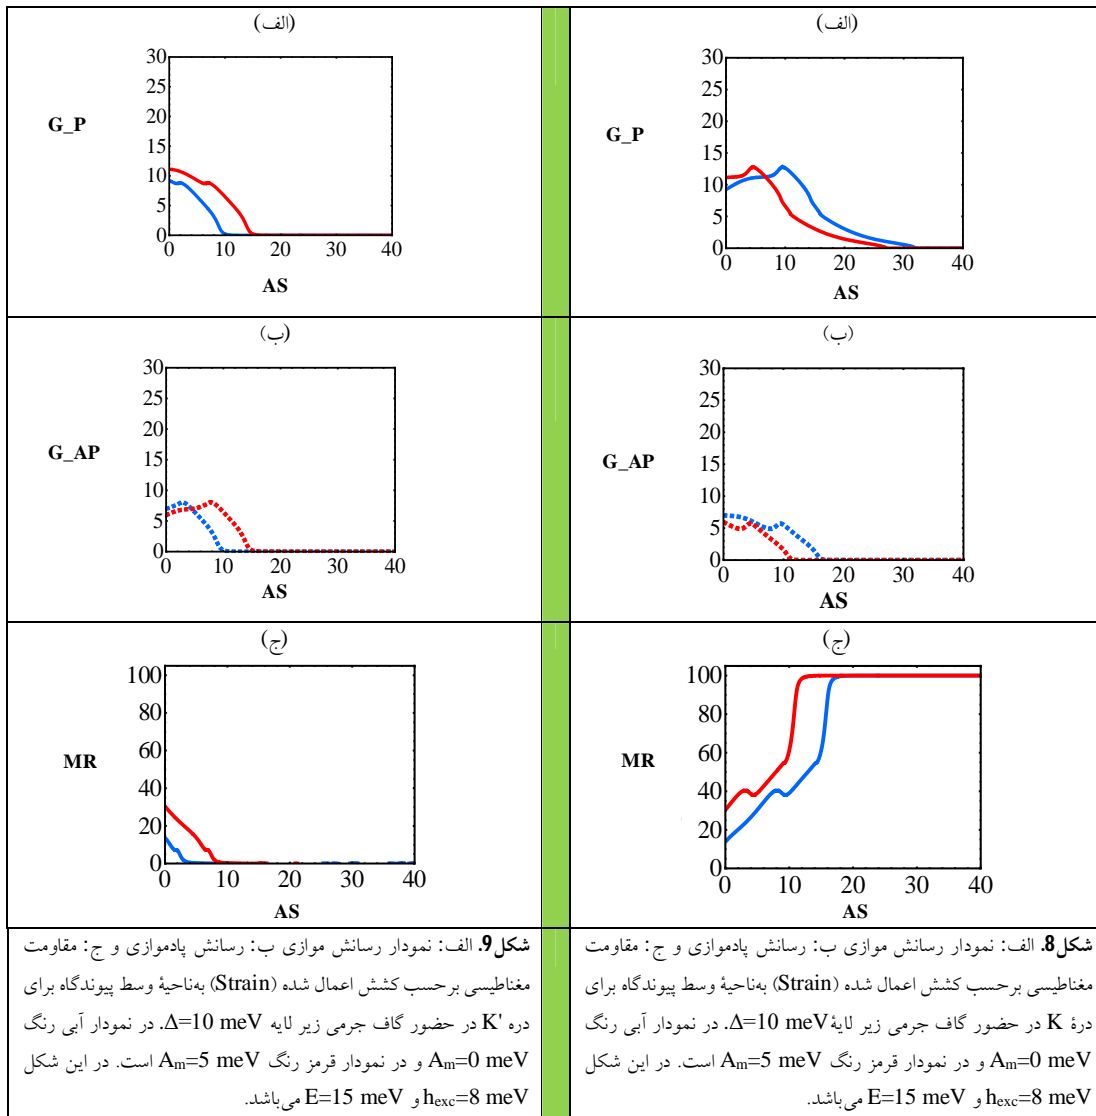 (الف)
30
25
20
15
10
5
0
G_P
0 10 20 30 40
AS
(ب)
30
25
20
15
10
5
0
G_AP
0 10 20 30 40
AS
(ج)
100
80
60
40
20
0
MR
0 10 20 30 40
AS
شکل8. الف: نمودار رسانش موازی ب: رسانش پادموازی و ج: مقاومت
مغناطیسی برحسب کشش اعمال شده (Strain) به‌ناحیۀ وسط پیوندگاه برای
درۀ K در حضور گاف جرمی زیر لایۀ Δ=10 meV. در نمودار آبی رنگ
Am=0 meV و در نمودار قرمز رنگ Am=5 meV است. در این شکل
hexc=8 meV و E=15 meV می‌باشد.
(الف)
30
25
20
15
10
5
0
G_P
0 10 20 30 40
AS
(ب)
30
25
20
15
10
5
0
G_AP
0 10 20 30 40
AS
(ج)
100
80
60
40
20
0
MR
0 10 20 30 40
AS
شکل9. الف: نمودار رسانش موازی ب: رسانش پادموازی و ج: مقاومت
مغناطیسی برحسب کشش اعمال شده (Strain) به‌ناحیۀ وسط پیوندگاه برای
دره K' در حضور گاف جرمی زیر لایه Δ=10 meV. در نمودار آبی رنگ
Am=0 meV و در نمودار قرمز رنگ Am=5 meV است. در این شکل
hexc=8 meV و E=15 meV می‌باشد.